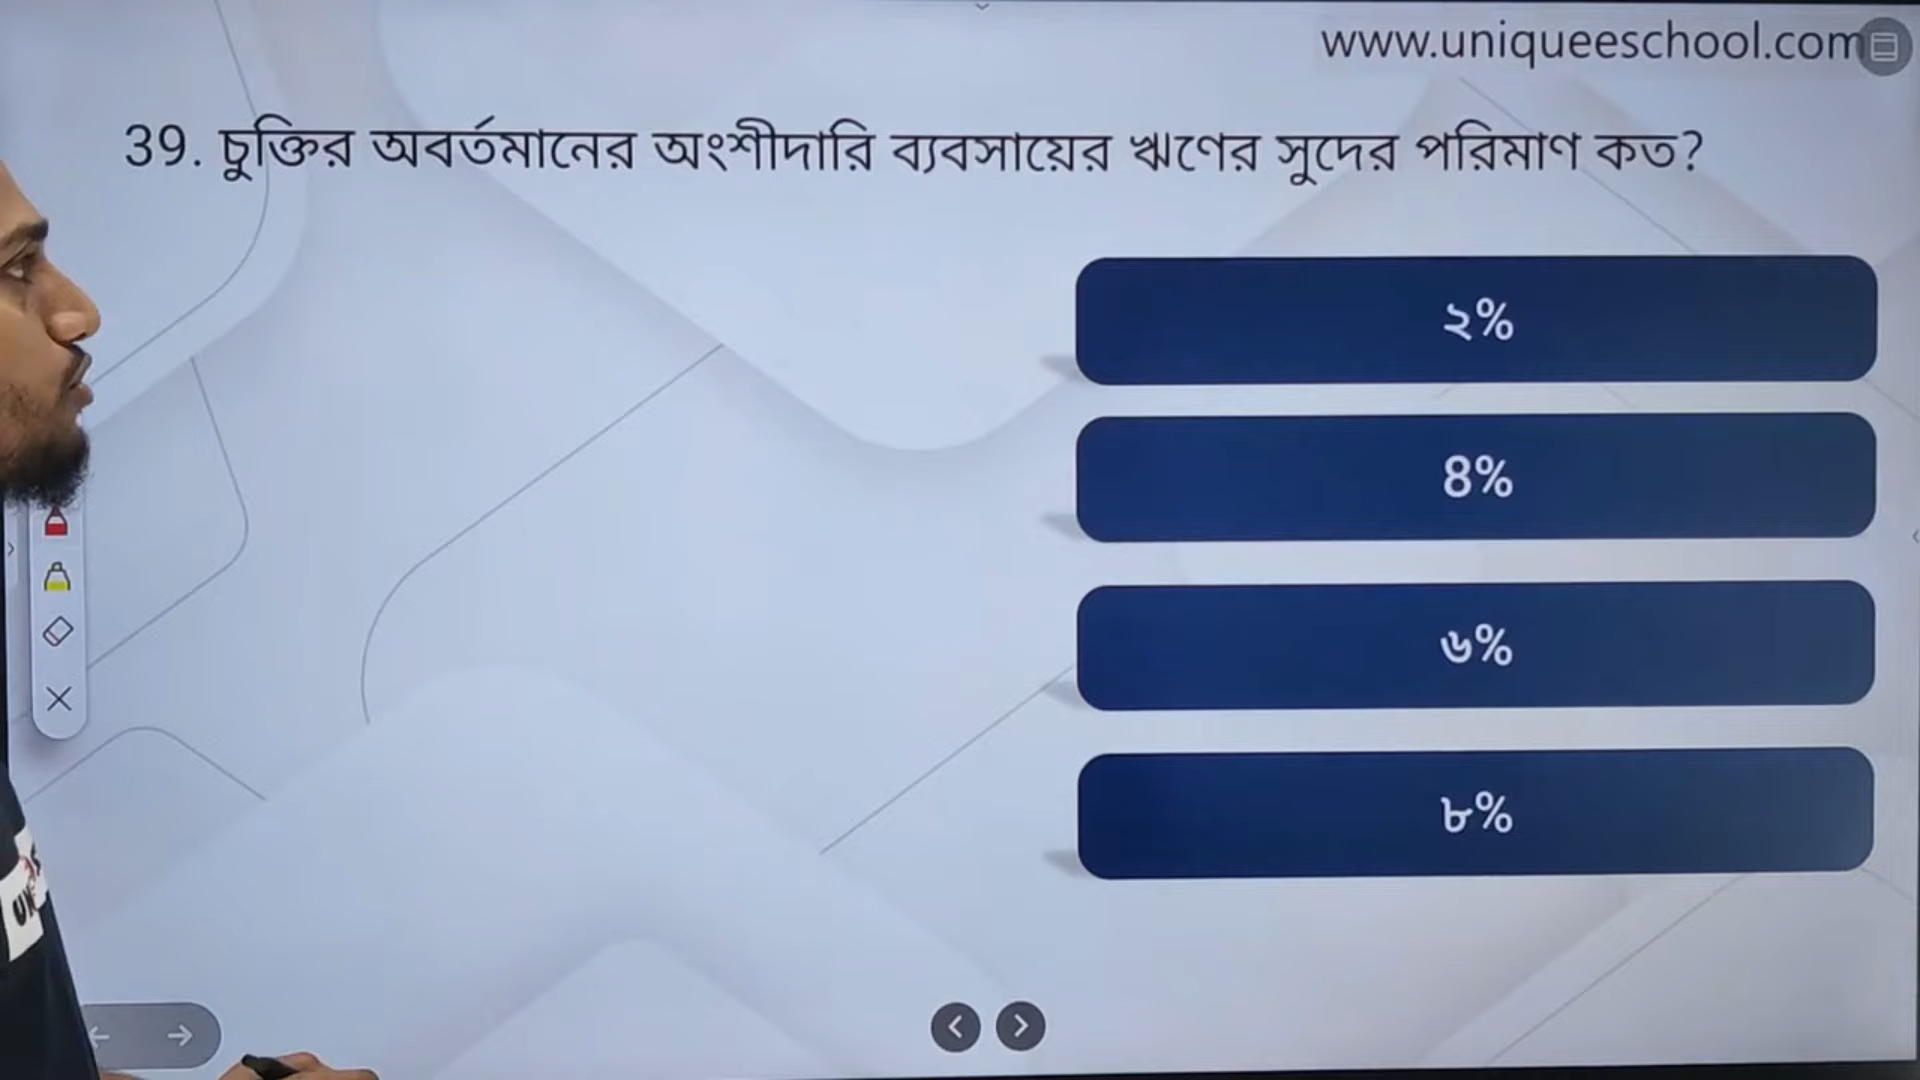 www.uniqueeschool.com
39. চুক্তির অবর্তমানের অংশীদারি ব্যবসায়ের ঋণের সুদের পরিমাণ কত?
২%
8%
৬%
৮%